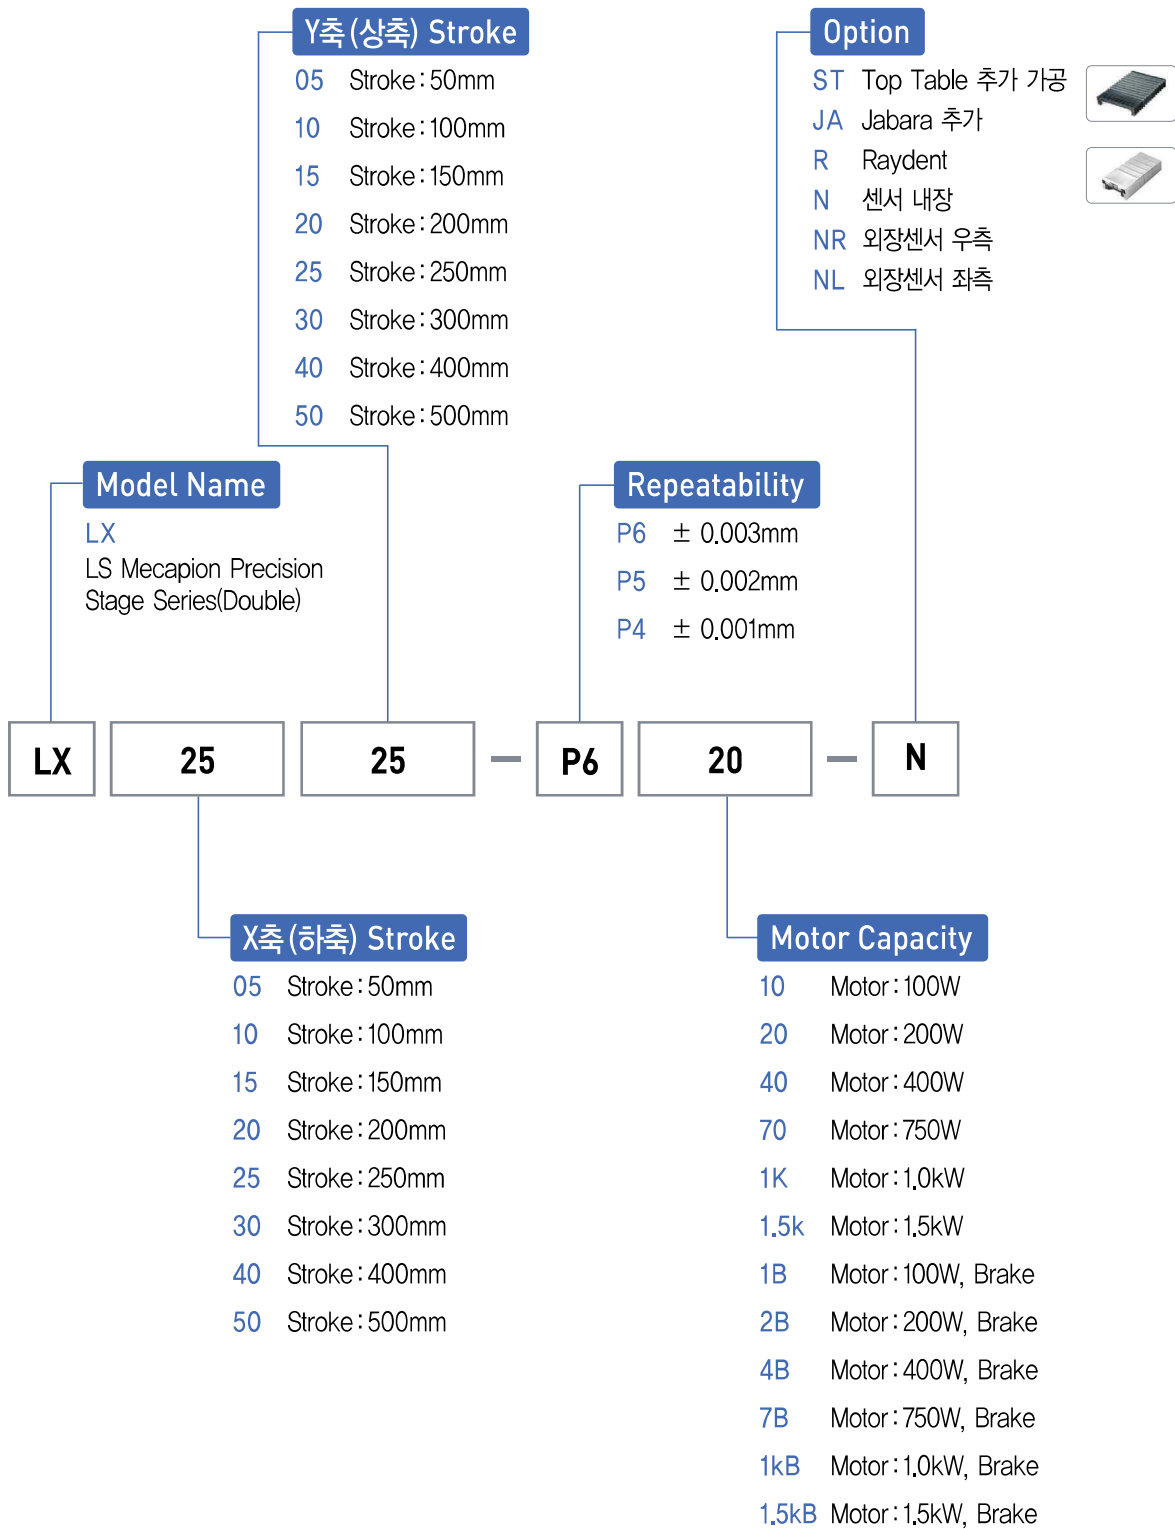 Y축(상축) Stroke
05 Stroke:50mm
10 Stroke:100mm
15 Stroke:150mm
20 Stroke:200mm
25 Stroke:250mm
30 Stroke:300mm
40 Stroke:400mm
50 Stroke:500mm
Option
ST Top Table 추가 가공
JA Jabara 추가
R Raydent
N 센서 내장
NR 외장센서 우측
NL 외장센서 좌측
Model Name
LX
LS Mecapion Precision
Stage Series(Double)
Repeatability
P6 ± 0.003mm
P5 ± 0.002mm
P4 ± 0.001mm
LX 25 25 — P6 20 — N
X축(하축) Stroke
05 Stroke:50mm
10 Stroke:100mm
15 Stroke:150mm
20 Stroke:200mm
25 Stroke:250mm
30 Stroke:300mm
40 Stroke:400mm
50 Stroke:500mm
Motor Capacity
10 Motor:100W
20 Motor:200W
40 Motor:400W
70 Motor:750W
1K Motor:1.0kW
1.5k Motor:1.5kW
1B Motor:100W, Brake
2B Motor:200W, Brake
4B Motor:400W, Brake
7B Motor:750W, Brake
1kB Motor:1.0kW, Brake
1.5kB Motor:1.5kW, Brake